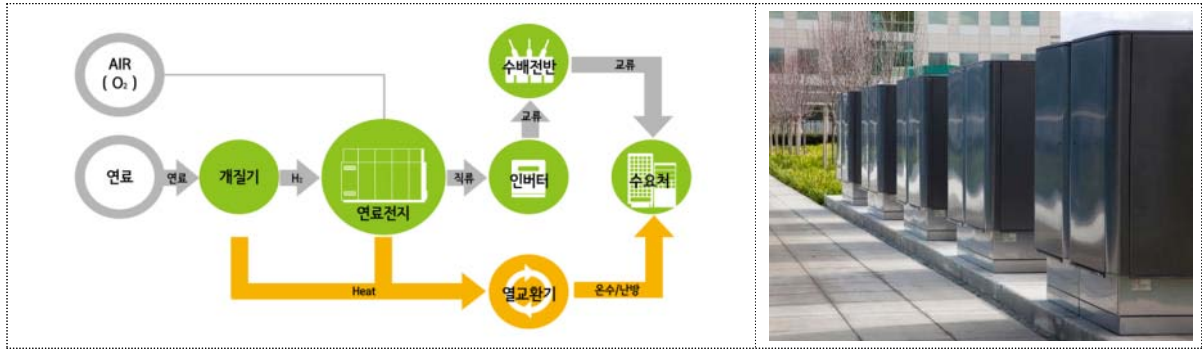 AIR
( O₂ )
수배전반
교류
교류
연료
연료
개질기
H₂
연료전지
직류
인버터
수요처
Heat
열교환기
온수/난방